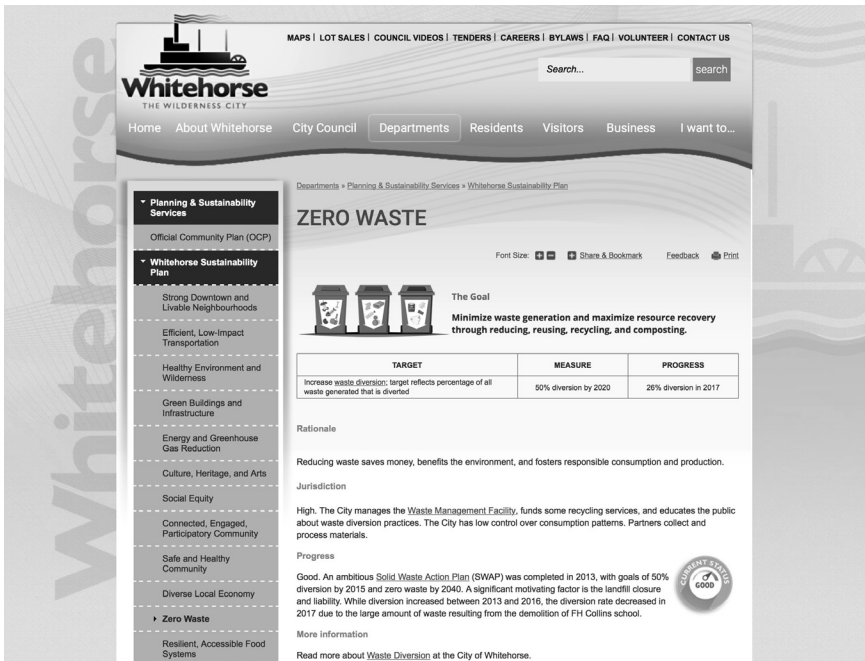 MAPS | LOT SALES | COUNCIL VIDEOS | TENDERS | CAREERS | BYLAWS | FAQ | VOLUNTEER | CONTACT US
Search... search
Whitehorse
THE WILDERNESS CITY
Home About Whitehorse City Council Departments Residents Visitors Business I want to...
Whitehorse
Planning & Sustainability
Services
Official Community Plan (OCP)
Whitehorse Sustainability
Plan
Strong Downtown and
Livable Neighbourhoods
Efficient, Low-Impact
Transportation
Healthy Environment and
Wilderness
Green Buildings and
Infrastructure
Energy and Greenhouse
Gas Reduction
Culture, Heritage, and Arts
Social Equity
Connected, Engaged,
Participatory Community
Safe and Healthy
Community
Diverse Local Economy
Zero Waste
Resilient, Accessible Food
Systems
Departments » Planning & Sustainability Services » Whitehorse Sustainability Plan
ZERO WASTE
Font Size: + - + Share & Bookmark Feedback Print
The Goal
Minimize waste generation and maximize resource recovery
through reducing, reusing, recycling, and composting.
TARGET MEASURE PROGRESS
Increase waste diversion; target reflects percentage of all
waste generated that is diverted
50% diversion by 2020 26% diversion in 2017
Rationale
Reducing waste saves money, benefits the environment, and fosters responsible consumption and production.
Jurisdiction
High. The City manages the Waste Management Facility, funds some recycling services, and educates the public
about waste diversion practices. The City has low control over consumption patterns. Partners collect and
process materials.
Progress
Good. An ambitious Solid Waste Action Plan (SWAP) was completed in 2013, with goals of 50%
diversion by 2015 and zero waste by 2040. A significant motivating factor is the landfill closure
and liability. While diversion increased between 2013 and 2016, the diversion rate decreased in
2017 due to the large amount of waste resulting from the demolition of FH Collins school.
CURRENT STATUS
GOOD
More information
Read more about Waste Diversion at the City of Whitehorse.